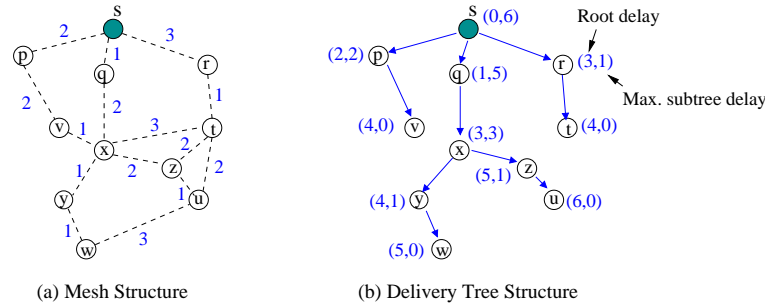 s
2
1
3
p
q
r
2
2
1
v
1
x
3
t
2
z
2
2
1
1
y
u
1
3
w
(a) Mesh Structure
s
(0,6)
Root delay
(2,2)
p
q
(1,5)
r
(3,1)
Max. subtree delay
v
(4,0)
t
(4,0)
x
(3,3)
(5,1)
z
(4,1)
y
u
(6,0)
(5,0)
w
(b) Delivery Tree Structure